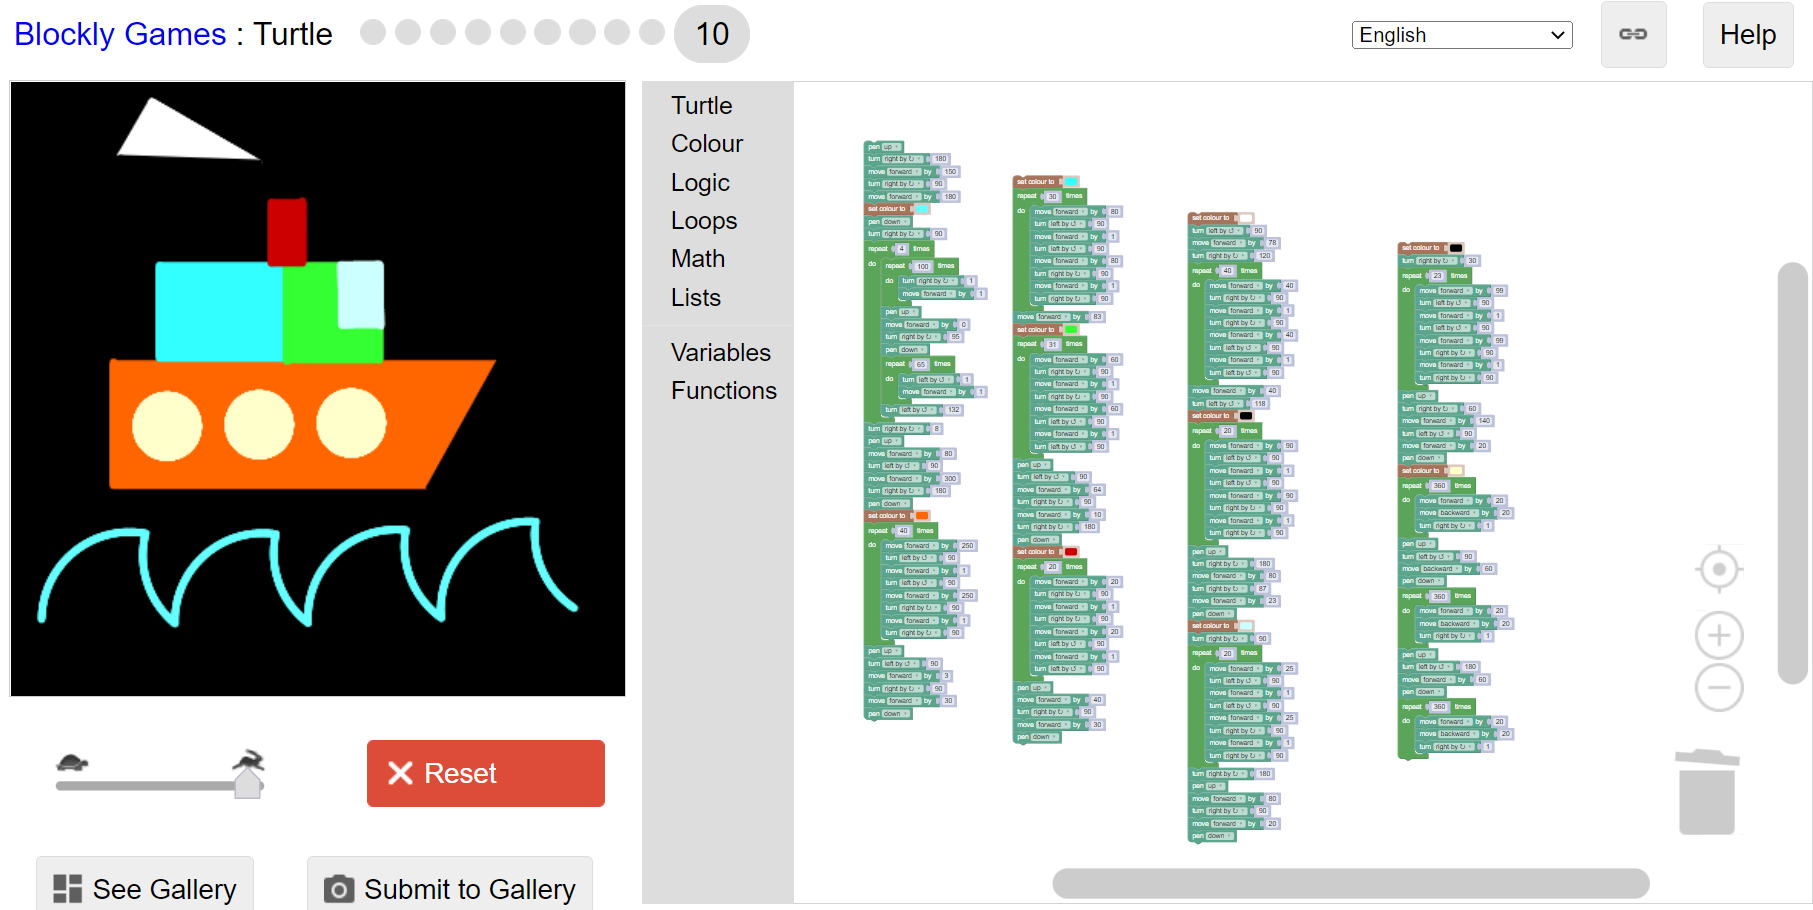 Blockly Games : Turtle
10
English
Help
Turtle
Colour
Logic
Loops
Math
Lists
Variables
Functions
Reset
See Gallery
Submit to Gallery
pen up
turn right by ↻ 180
move forward by 150
turn right by ↻ 90
move forward by 180
set colour to
pen down
turn right by ↻ 90
repeat 4 times
do repeat 100 times
do turn right by ↻ 1
move forward by 1
pen up
move forward by 0
turn right by ↻ 95
pen down
repeat 65 times
do turn left by ↺ 1
move forward by 1
turn left by ↺ 132
turn right by ↻ 8
pen up
move forward by 80
turn left by ↺ 90
move forward by 300
turn right by ↻ 180
pen down
set colour to
repeat 40 times
do move forward by 250
turn left by ↺ 90
move forward by 1
turn left by ↺ 90
move forward by 250
turn right by ↻ 90
move forward by 1
turn right by ↻ 90
pen up
turn left by ↺ 90
move forward by 3
turn right by ↻ 90
move forward by 30
pen down
set colour to
repeat 30 times
do move forward by 80
turn left by ↺ 90
move forward by 1
turn left by ↺ 90
move forward by 80
turn right by ↻ 90
move forward by 1
turn right by ↻ 90
move forward by 83
set colour to
repeat 31 times
do move forward by 60
turn right by ↻ 90
move forward by 1
turn right by ↻ 90
move forward by 60
turn left by ↺ 90
move forward by 1
turn left by ↺ 90
pen up
turn left by ↺ 90
move forward by 64
turn right by ↻ 90
move forward by 10
turn right by ↻ 180
pen down
set colour to
repeat 20 times
do move forward by 20
turn right by ↻ 90
move forward by 1
turn right by ↻ 90
move forward by 20
turn left by ↺ 90
move forward by 1
turn left by ↺ 90
pen up
move forward by 40
turn right by ↻ 90
move forward by 30
pen down
set colour to
turn left by ↺ 90
move forward by 78
turn right by ↻ 120
repeat 40 times
do move forward by 40
turn right by ↻ 90
move forward by 1
turn right by ↻ 90
move forward by 40
turn left by ↺ 90
move forward by 1
turn left by ↺ 90
move forward by 40
turn left by ↺ 118
set colour to
repeat 20 times
do move forward by 90
turn left by ↺ 90
move forward by 1
turn left by ↺ 90
move forward by 90
turn right by ↻ 90
move forward by 1
turn right by ↻ 90
pen up
turn right by ↻ 180
move forward by 80
turn right by ↻ 87
move forward by 23
pen down
set colour to
turn right by ↻ 90
repeat 20 times
do move forward by 25
turn left by ↺ 90
move forward by 1
turn left by ↺ 90
move forward by 25
turn right by ↻ 90
move forward by 1
turn right by ↻ 90
turn right by ↻ 180
pen up
move forward by 80
turn right by ↻ 90
move forward by 20
pen down
set colour to
turn right by ↻ 30
repeat 23 times
do move forward by 99
turn left by ↺ 90
move forward by 1
turn left by ↺ 90
move forward by 99
turn right by ↻ 90
move forward by 1
turn right by ↻ 90
pen up
turn right by ↻ 60
move forward by 140
turn left by ↺ 90
move forward by 20
pen down
set colour to
repeat 360 times
do move forward by 20
move backward by 20
turn right by ↻ 1
pen up
turn left by ↺ 90
move backward by 60
pen down
repeat 360 times
do move forward by 20
move backward by 20
turn right by ↻ 1
pen up
turn left by ↺ 180
move forward by 60
pen down
repeat 360 times
do move forward by 20
move backward by 20
turn right by ↻ 1